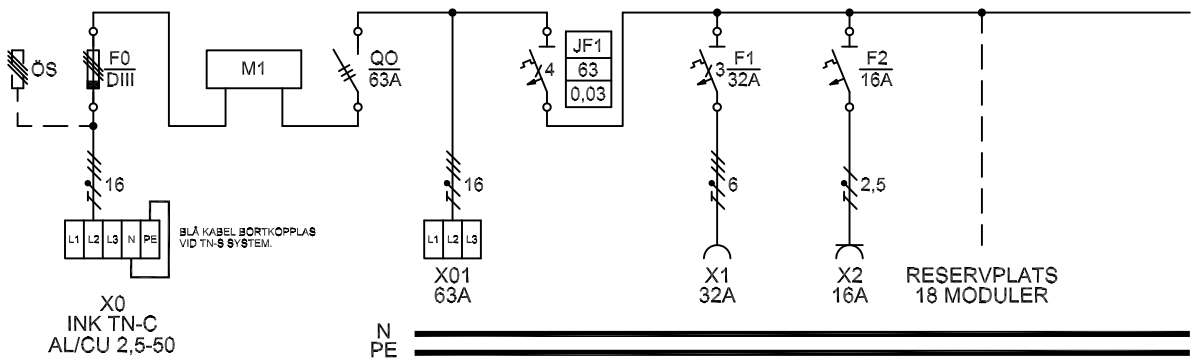 ÖS
F0
DIII
M1
QO
63A
4
JF1
63
0,03
3
F1
32A
F2
16A
16
16
6
2,5
L1 L2 L3 N PE
BLÅ KABEL BORTKOPPLAS
VID TN-S SYSTEM.
L1 L2 L3
X0
INK TN-C
AL/CU 2,5-50
X01
63A
X1
32A
X2
16A
RESERVPLATS
18 MODULER
N
PE